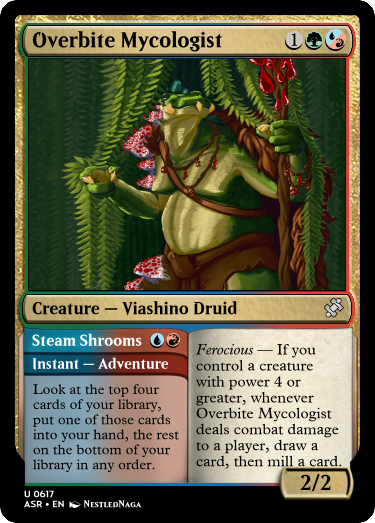 Overbite Mycologist 1
Creature — Viashino Druid
Steam Shrooms
Instant — Adventure
Look at the top four
cards of your library,
put one of those cards
into your hand, the rest
on the bottom of your
library in any order.
Ferocious — If you
control a creature
with power 4 or
greater, whenever
Overbite Mycologist
deals combat damage
to a player, draw a
card, then mill a card.
2/2
U 0617
ASR • EN NestledNaga